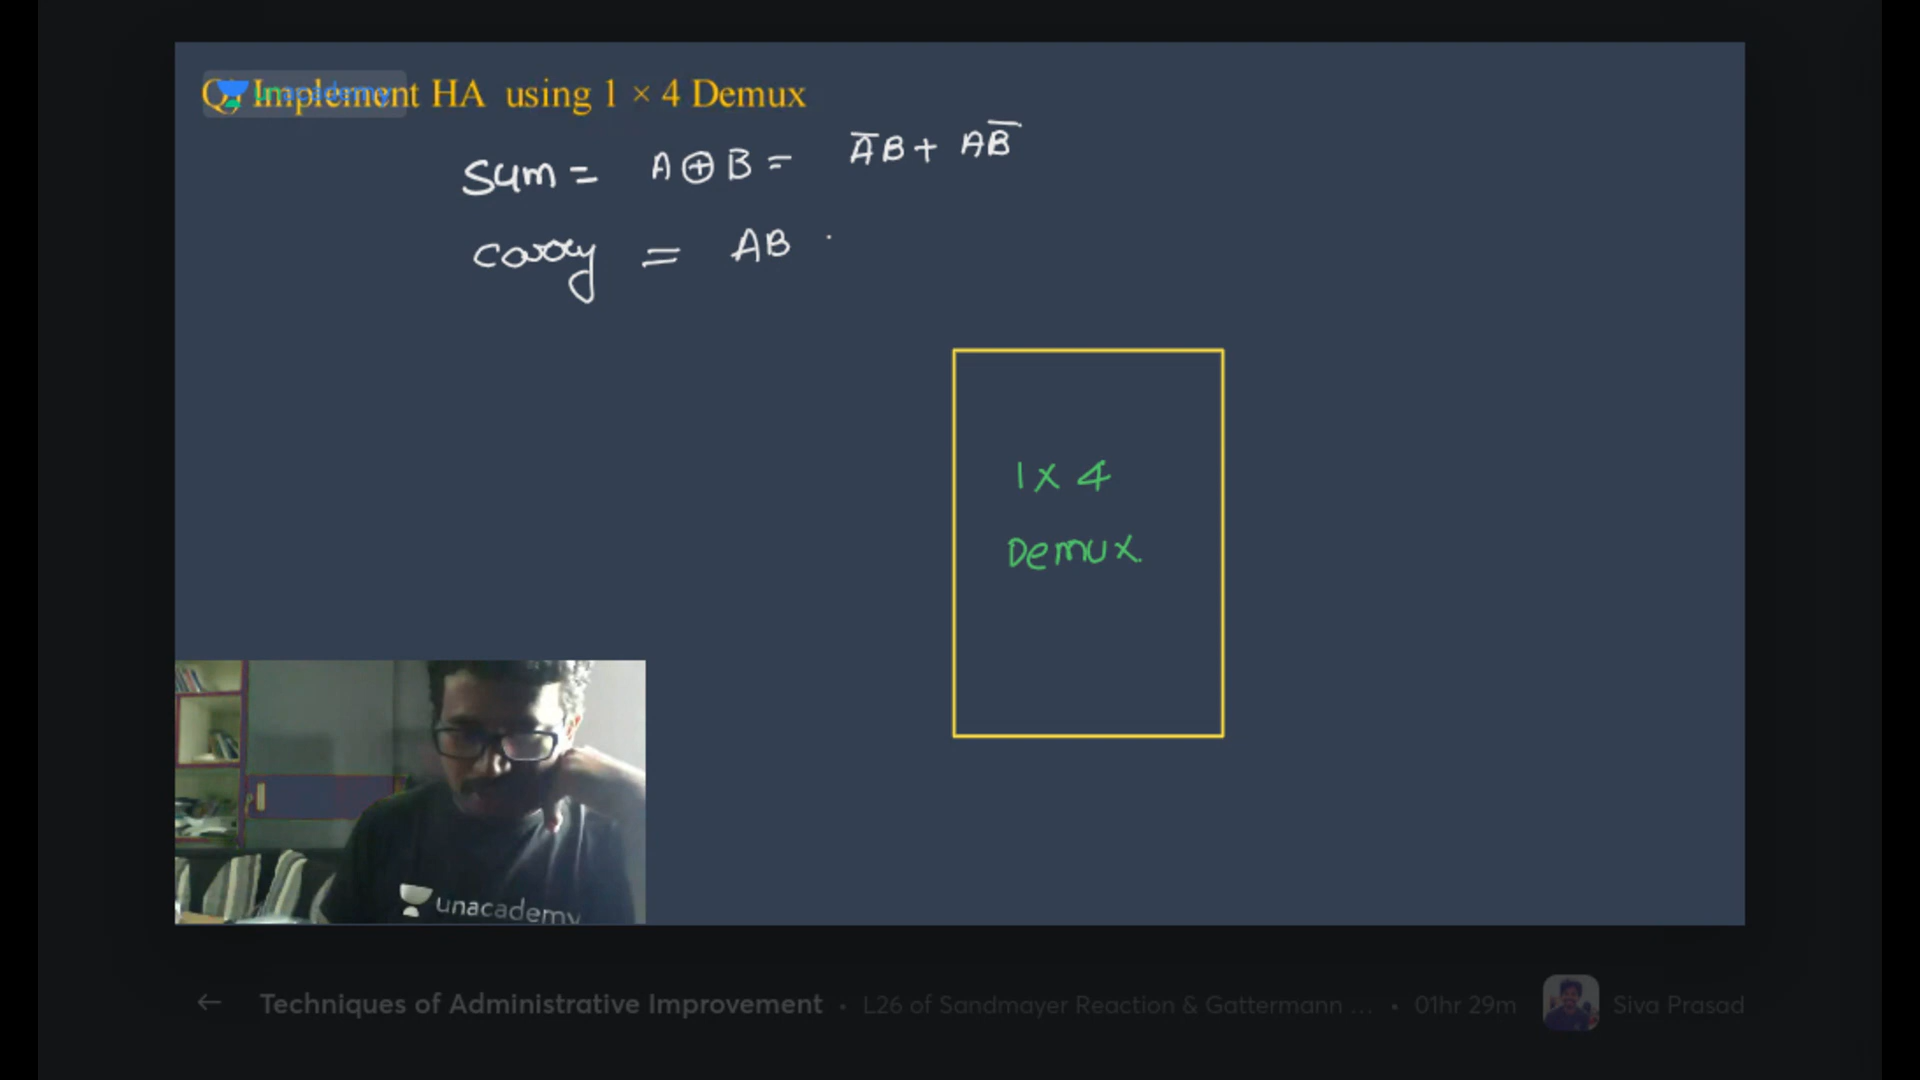 Q) Implement HA using 1 × 4 Demux
unacademy
Sum = A ⊕ B = A̅B + AB̅
carry = AB
1x4
Demux
unacademy
Techniques of Administrative Improvement • L26 of Sandmayer Reaction & Gattermann ... • 01hr 29m Siva Prasad